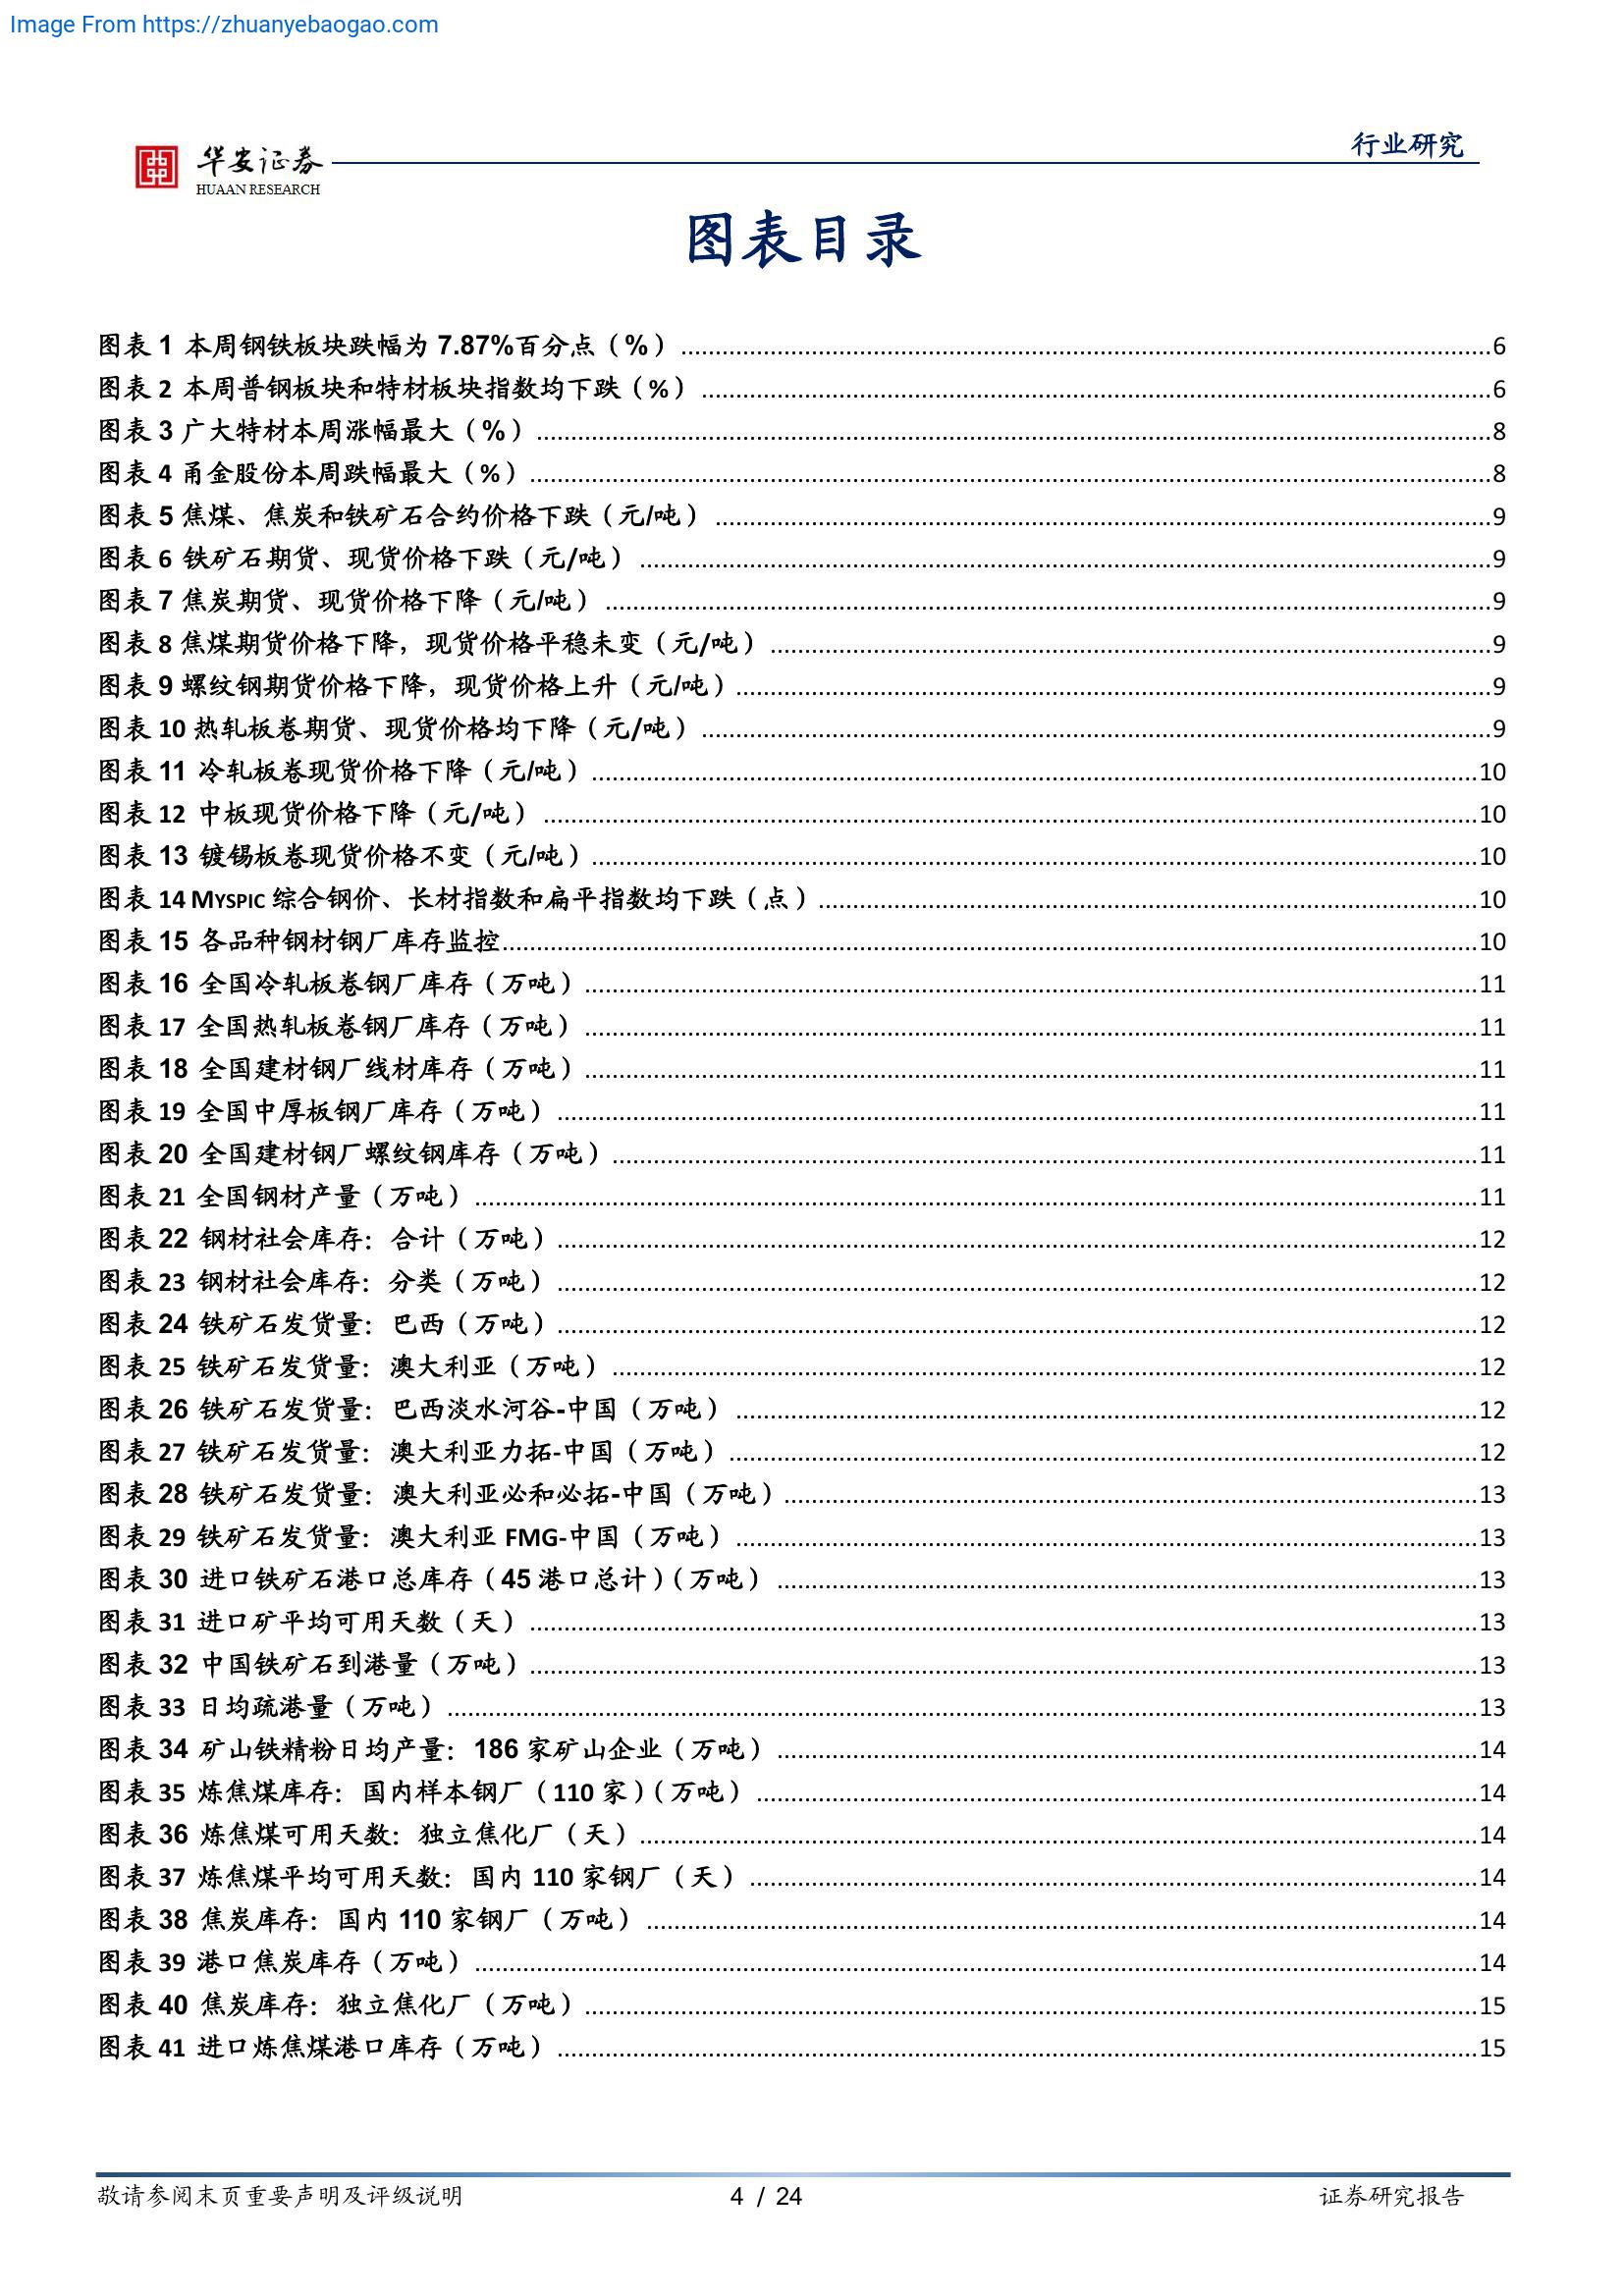 Image From https://zhuanyebaogao.com
华安证券
HUAAN RESEARCH
行业研究
图表目录
图表 1 本周钢铁板块跌幅为 7.87%百分点（%）6
图表 2 本周普钢板块和特材板块指数均下跌（%）6
图表 3 广大特材本周涨幅最大（%）8
图表 4 甬金股份本周跌幅最大（%）8
图表 5 焦煤、焦炭和铁矿石合约价格下跌（元/吨）9
图表 6 铁矿石期货、现货价格下跌（元/吨）9
图表 7 焦炭期货、现货价格下降（元/吨）9
图表 8 焦煤期货价格下降，现货价格平稳未变（元/吨）9
图表 9 螺纹钢期货价格下降，现货价格上升（元/吨）9
图表 10 热轧板卷期货、现货价格均下降（元/吨）9
图表 11 冷轧板卷现货价格下降（元/吨）10
图表 12 中板现货价格下降（元/吨）10
图表 13 镀锡板卷现货价格不变（元/吨）10
图表 14 MYSPIC 综合钢价、长材指数和扁平指数均下跌（点）10
图表 15 各品种钢材钢厂库存监控10
图表 16 全国冷轧板卷钢厂库存（万吨）11
图表 17 全国热轧板卷钢厂库存（万吨）11
图表 18 全国建材钢厂线材库存（万吨）11
图表 19 全国中厚板钢厂库存（万吨）11
图表 20 全国建材钢厂螺纹钢库存（万吨）11
图表 21 全国钢材产量（万吨）11
图表 22 钢材社会库存：合计（万吨）12
图表 23 钢材社会库存：分类（万吨）12
图表 24 铁矿石发货量：巴西（万吨）12
图表 25 铁矿石发货量：澳大利亚（万吨）12
图表 26 铁矿石发货量：巴西淡水河谷-中国（万吨）12
图表 27 铁矿石发货量：澳大利亚力拓-中国（万吨）12
图表 28 铁矿石发货量：澳大利亚必和必拓-中国（万吨）13
图表 29 铁矿石发货量：澳大利亚 FMG-中国（万吨）13
图表 30 进口铁矿石港口总库存（45 港口总计）（万吨）13
图表 31 进口矿平均可用天数（天）13
图表 32 中国铁矿石到港量（万吨）13
图表 33 日均疏港量（万吨）13
图表 34 矿山铁精粉日均产量：186 家矿山企业（万吨）14
图表 35 炼焦煤库存：国内样本钢厂（110 家）（万吨）14
图表 36 炼焦煤可用天数：独立焦化厂（天）14
图表 37 炼焦煤平均可用天数：国内 110 家钢厂（天）14
图表 38 焦炭库存：国内 110 家钢厂（万吨）14
图表 39 港口焦炭库存（万吨）14
图表 40 焦炭库存：独立焦化厂（万吨）15
图表 41 进口炼焦煤港口库存（万吨）15
敬请参阅末页重要声明及评级说明
4 / 24
证券研究报告